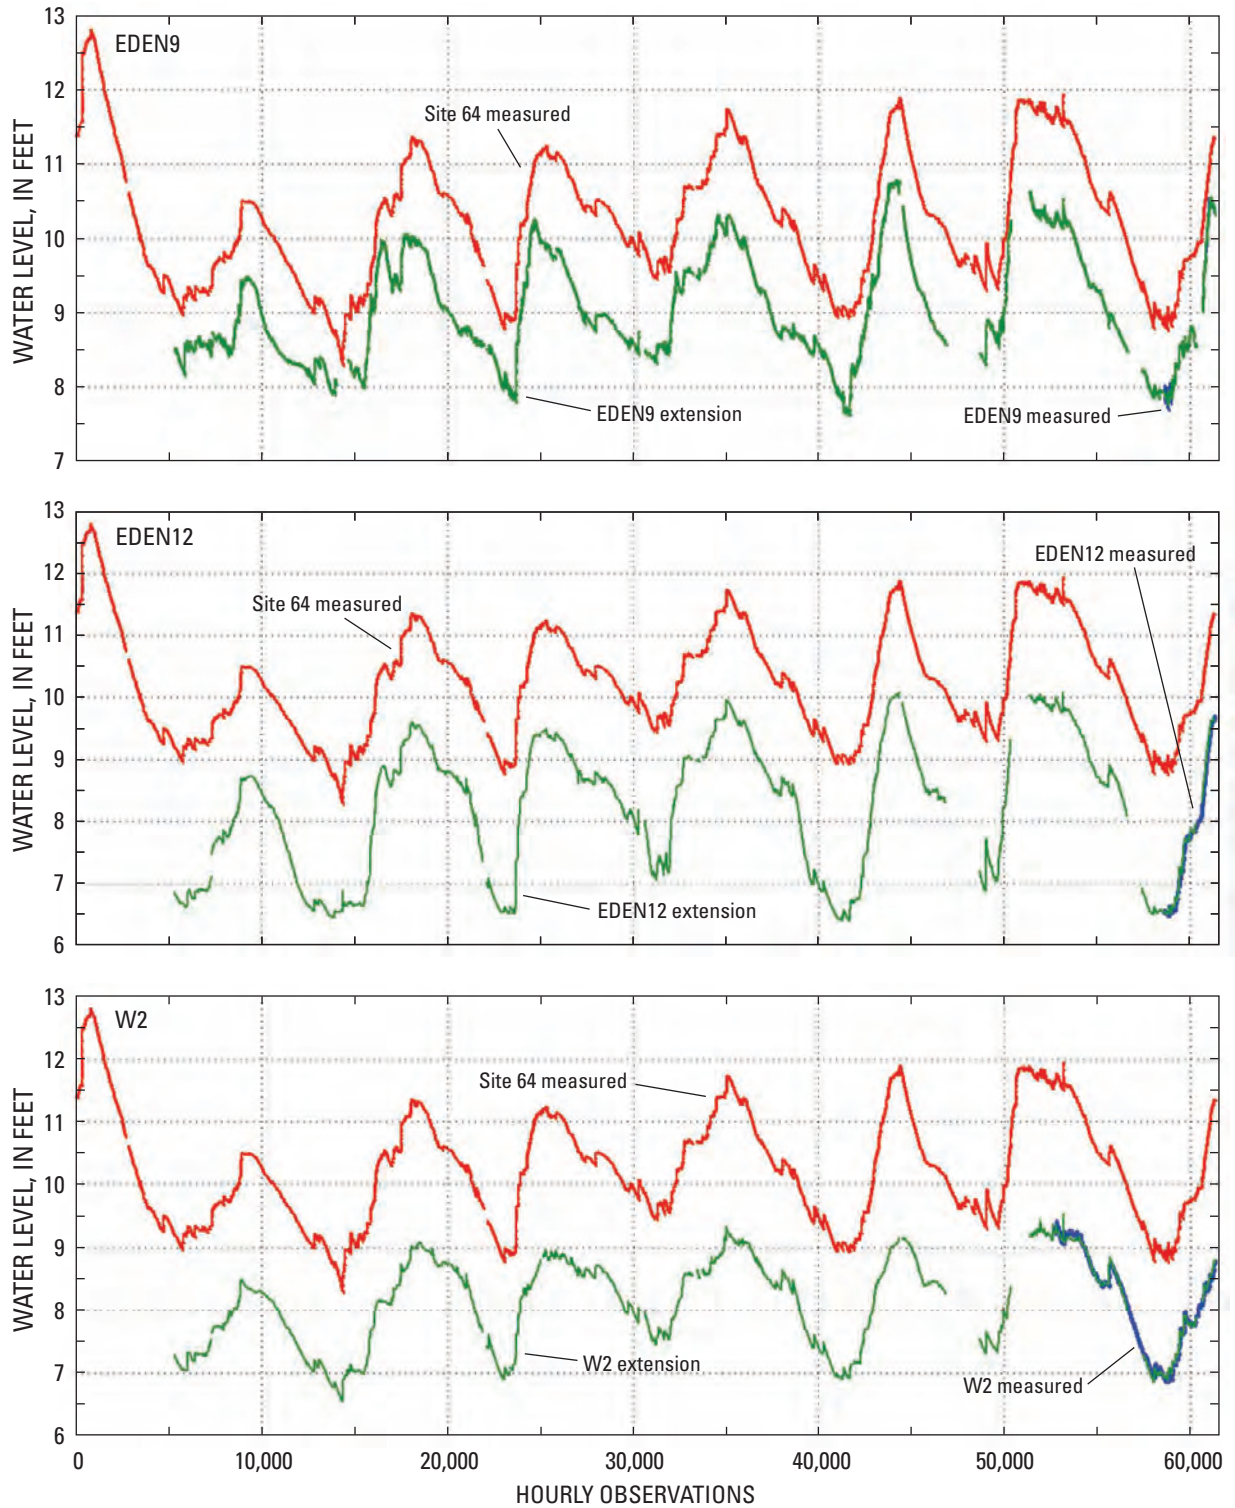 13
EDEN9
12
Site 64 measured
11
10
WATER LEVEL, IN FEET
9
8
EDEN9 extension
EDEN9 measured
7
13
EDEN12
EDEN12 measured
12
Site 64 measured
11
10
WATER LEVEL, IN FEET
9
8
7
EDEN12 extension
6
13
W2
12
Site 64 measured
11
10
WATER LEVEL, IN FEET
9
8
W2 extension
7
W2 measured
6
0 10,000 20,000 30,000 40,000 50,000 60,000
HOURLY OBSERVATIONS